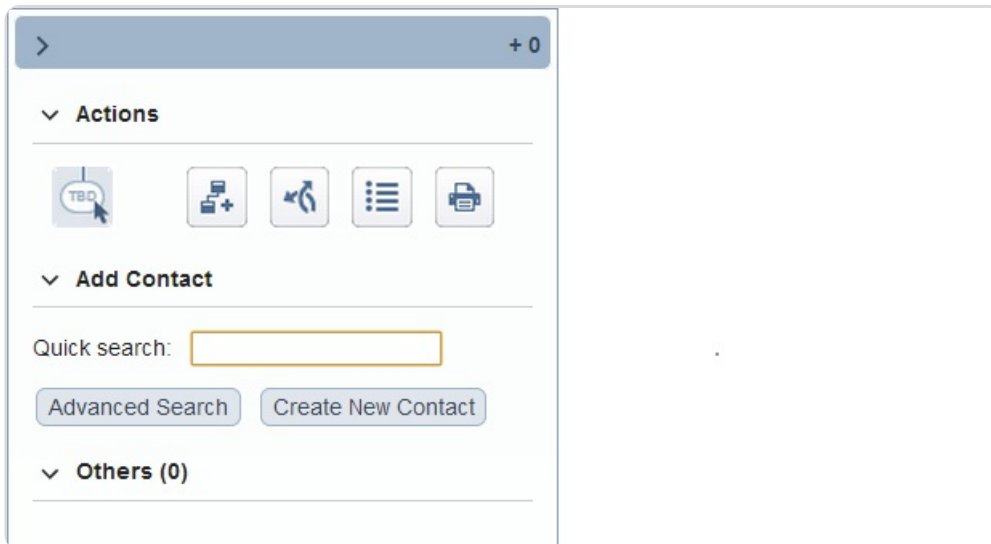 + 0
Actions
TBD
Add Contact
Quick search:
Advanced Search Create New Contact
Others (0)